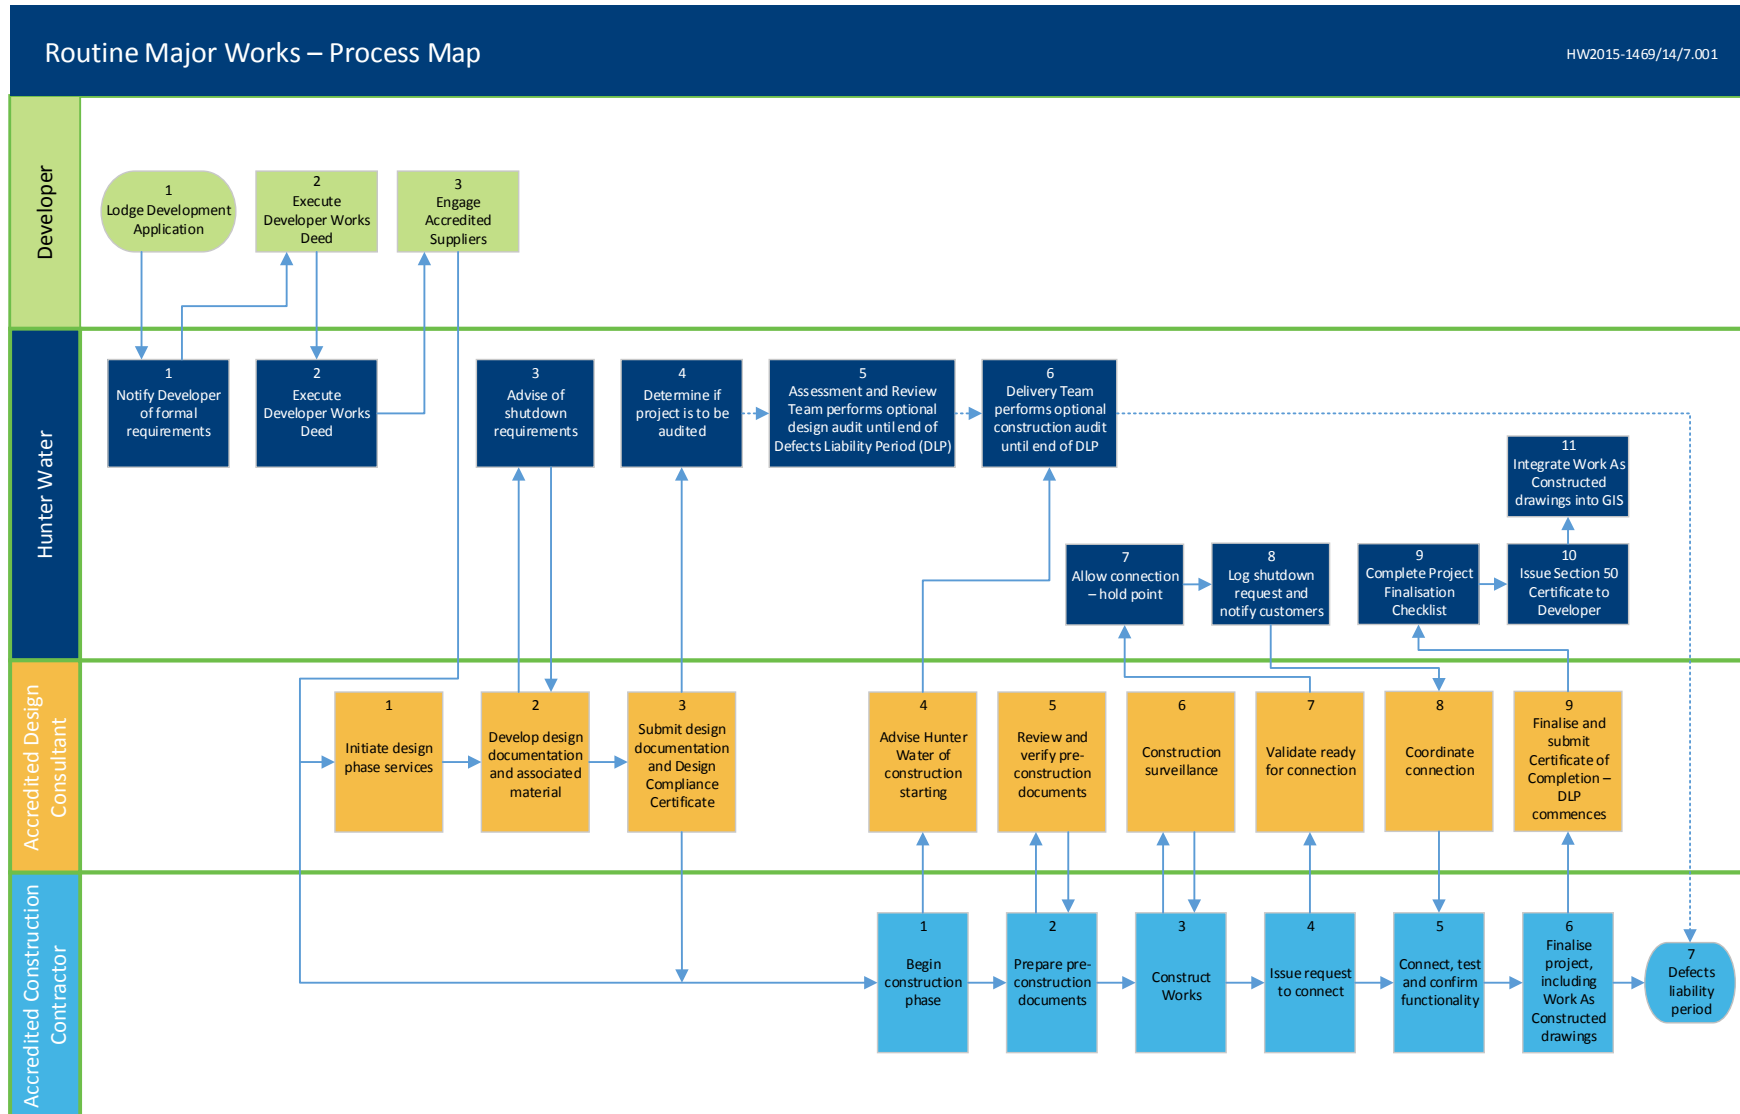 Routine Major Works – Process Map
HW2015-1469/14/7.001
Developer
1
Lodge Development
Application
2
Execute
Developer Works
Deed
3
Engage
Accredited
Suppliers
Hunter Water
1
Notify Developer
of formal
requirements
2
Execute
Developer Works
Deed
3
Advise of
shutdown
requirements
4
Determine if
project is to be
audited
5
Assessment and Review
Team performs optional
design audit until end of
Defects Liability Period (DLP)
6
Delivery Team
performs optional
construction audit
until end of DLP
7
Allow connection
– hold point
8
Log shutdown
request and
notify customers
9
Complete Project
Finalisation
Checklist
10
Issue Section 50
Certificate to
Developer
11
Integrate Work As
Constructed
drawings into GIS
Accredited Design
Consultant
1
Initiate design
phase services
2
Develop design
documentation
and associated
material
3
Submit design
documentation
and Design
Compliance
Certificate
4
Advise Hunter
Water of
construction
starting
5
Review and
verify pre-
construction
documents
6
Construction
surveillance
7
Validate ready
for connection
8
Coordinate
connection
9
Finalise and
submit
Certificate of
Completion –
DLP
commences
Accredited Construction
Contractor
1
Begin
construction
phase
2
Prepare pre-
construction
documents
3
Construct
Works
4
Issue request
to connect
5
Connect, test
and confirm
functionality
6
Finalise
project,
including
Work As
Constructed
drawings
7
Defects
liability
period